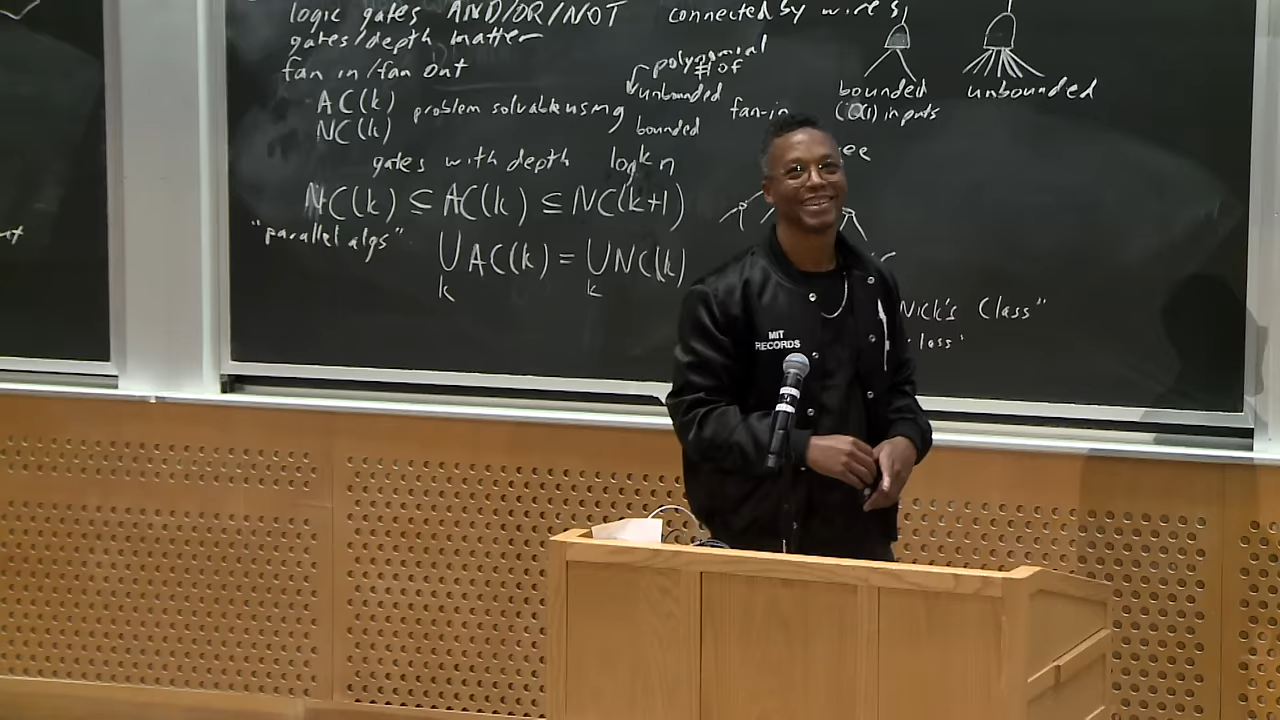 logic gates AND/OR/NOT connected by wires
gates/depth matter
fan in/fan out
polynomial
# of
AC(k) problem solvable using unbounded fan-in
NC(k) bounded
gates with depth log^k n
bounded
(O(1)) inputs
unbounded
NC(k) ⊆ AC(k) ⊆ NC(k+1)
"parallel algs"
∪ AC(k) = ∪ NC(k)
k k
Nick's Class"
MIT
RECORDS